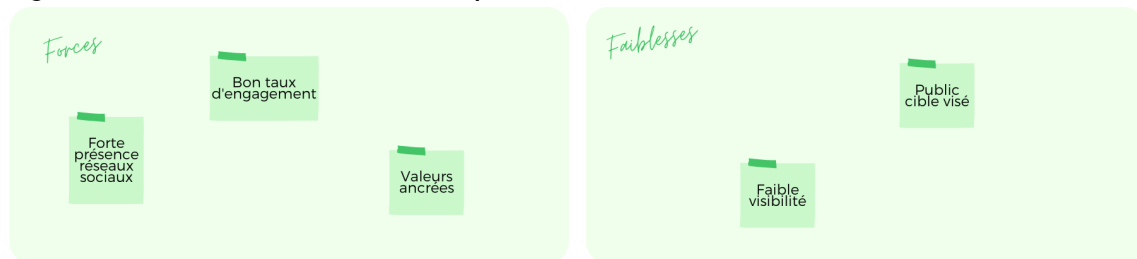 Forces
Bon taux
d'engagement
Forte
présence
réseaux
sociaux
Valeurs
ancrées
Faiblesses
Public
cible visé
Faible
visibilité